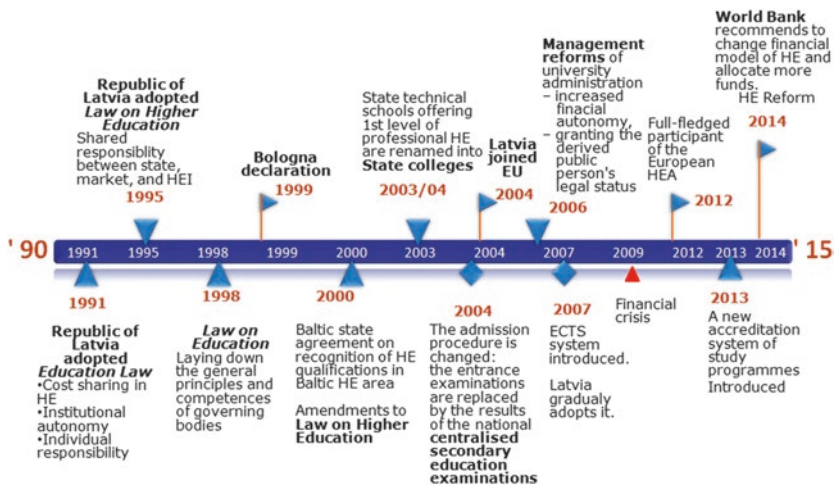 Republic of
Latvia adopted
Law on Higher
Education
Shared
responsiblity
between state,
market, and HEI
1995
Bologna
declaration
1999
State technical
schools offering
1st level of
professional HE
are renamed into
State colleges
2003/04
Latvia
joined
EU
2004
Management
reforms of
university
administration
– increased
finacial
autonomy,
– granting the
derived
public
person's
legal status
2006
Full-fledged
participant
of the
European
HEA
2012
World Bank
recommends to
change financial
model of HE and
allocate more
funds.
HE Reform
2014
'90 1991 1995 1998 1999 2000 2003 2004 2007 2009 2012 2013 2014 '15
1991
Republic of
Latvia
adopted
Education Law
•Cost sharing in
HE
•Institutional
autonomy
•Individual
responsibility
1998
Law on
Education
Laying down
the general
principles and
competences
of governing
bodies
2000
Baltic state
agreement on
recognition of HE
qualifications in
Baltic HE area
Amendments to
Law on Higher
Education
2004
The admission
procedure is
changed:
the entrance
examinations
are replaced
by the results
of the national
centralised
secondary
education
examinations
2007
ECTS
system
introduced.
Latvia
gradualy
adopts it.
Financial
crisis
2013
A new
accreditation
system of
study
programmes
Introduced